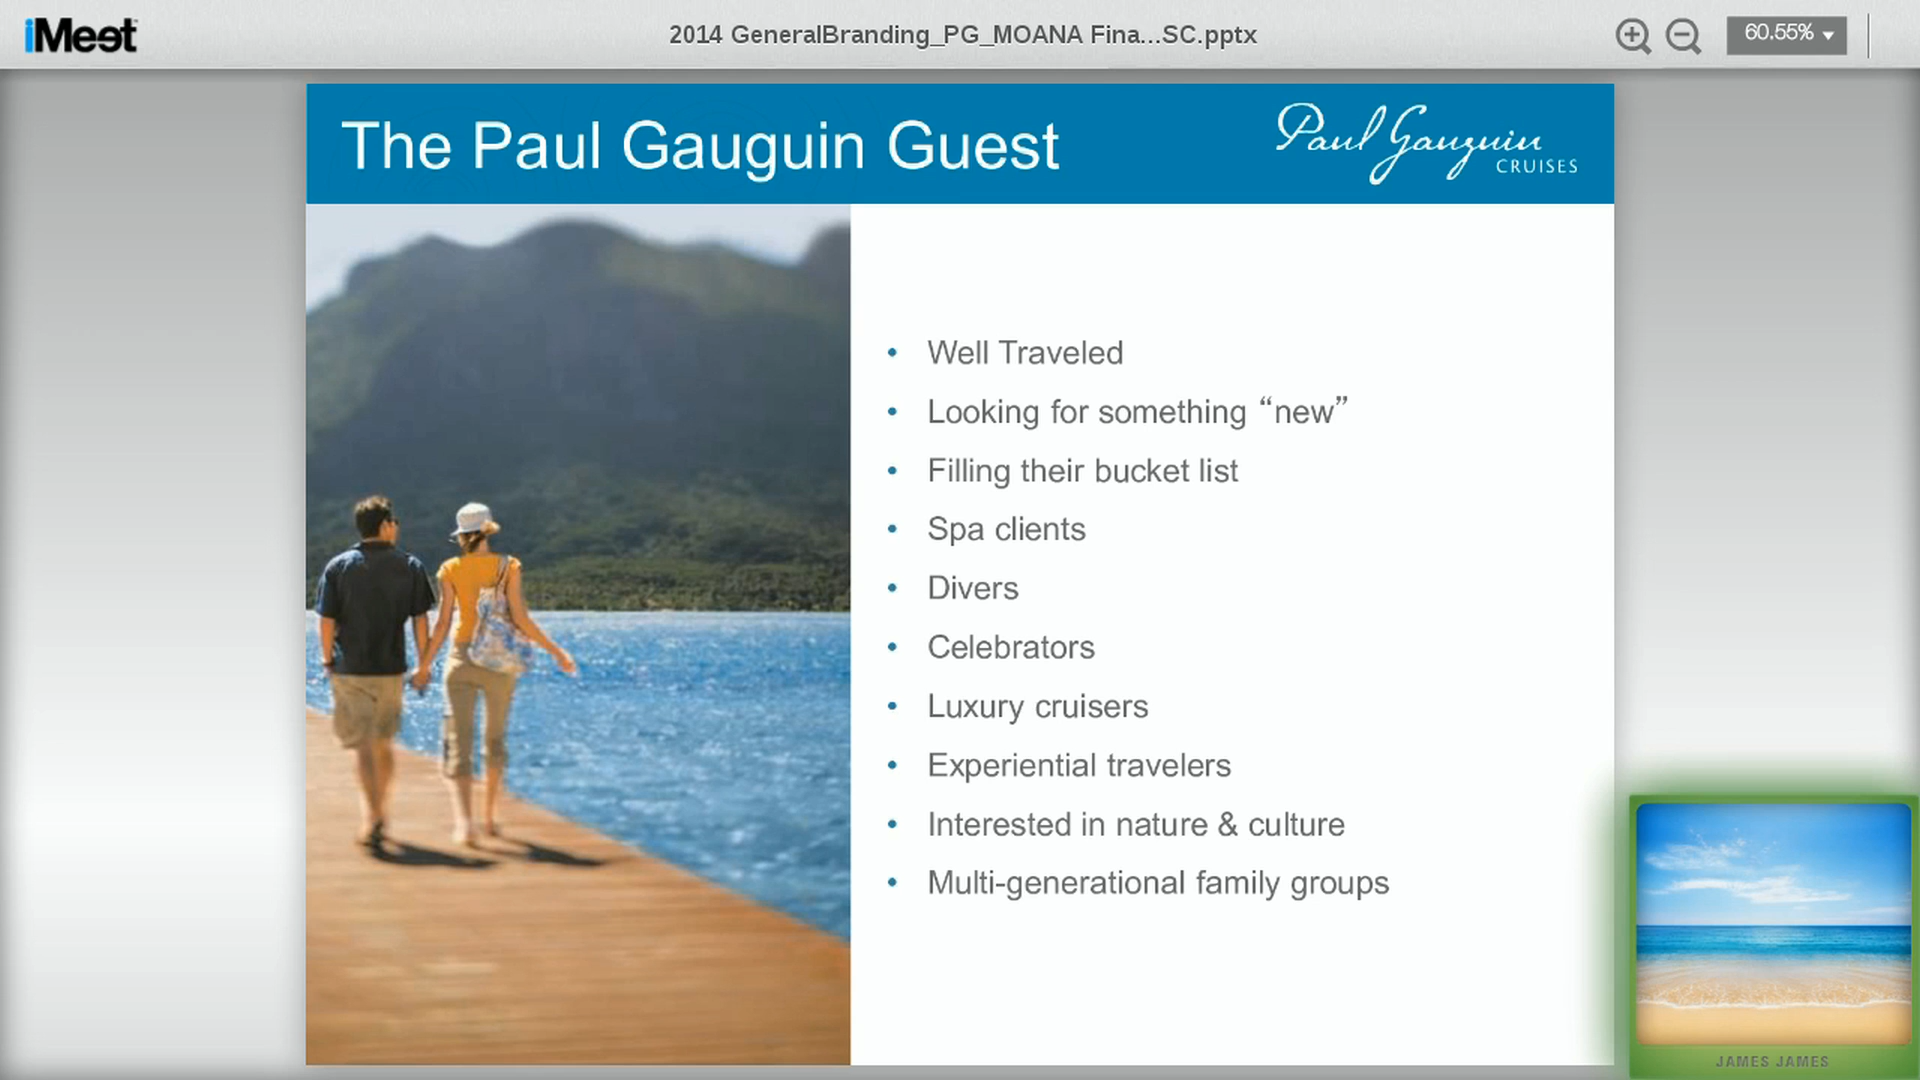 iMeet
2014 GeneralBranding_PG_MOANA Fina...SC.pptx
60.55%
The Paul Gauguin Guest
Paul Gauguin
CRUISES
• Well Traveled
• Looking for something “new”
• Filling their bucket list
• Spa clients
• Divers
• Celebrators
• Luxury cruisers
• Experiential travelers
• Interested in nature & culture
• Multi-generational family groups
JAMES JAMES